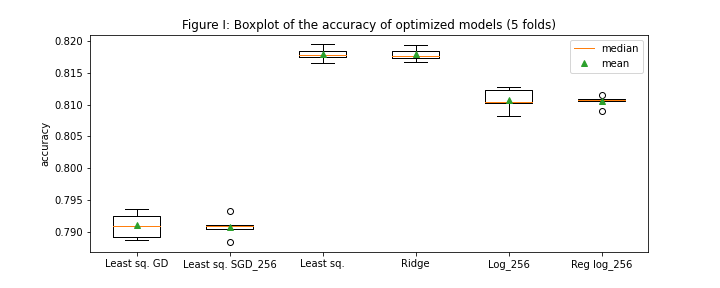 Figure I: Boxplot of the accuracy of optimized models (5 folds)
0.820
0.815
0.810
0.805
0.800
0.795
0.790
accuracy
median
mean
Least sq. GD
Least sq. SGD_256
Least sq.
Ridge
Log_256
Reg log_256